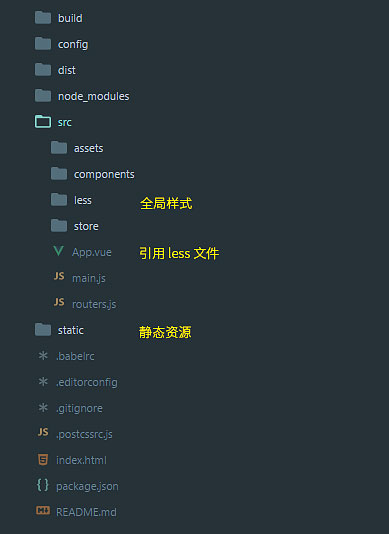 build
config
dist
node_modules
src
assets
components
less 全局样式
store
App.vue 引用 less 文件
JS main.js
JS routers.js
static 静态资源
.babelrc
.editorconfig
.gitignore
JS .postcssrc.js
index.html
{ } package.json
README.md